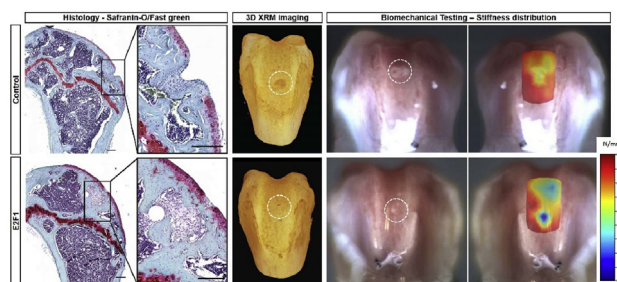 Histology - Safranin-O/Fast green
3D XRM imaging
Biomechanical Testing – Stiffness distribution
Control
E2F1